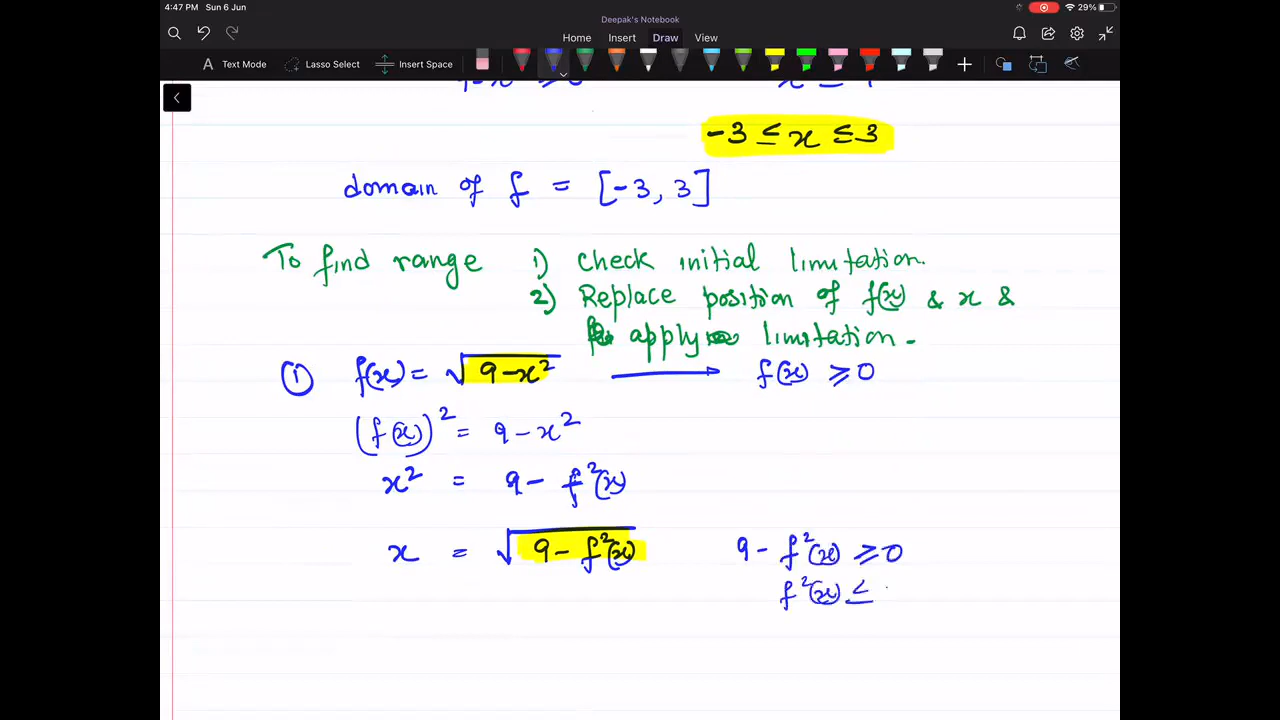 4:47 PM Sun 6 Jun
29%
Deepak's Notebook
Home Insert Draw View
A Text Mode Lasso Select Insert Space
-3 ≤ x ≤ 3
domain of f = [-3, 3]
To find range 1) Check initial limitation.
2) Replace position of f(x) & x &
apply limitation.
① f(x) = √(9-x²) ⟶ f(x) ≥ 0
(f(x))² = 9-x²
x² = 9 - f²(x)
x = √(9 - f²(x)) 9 - f²(x) ≥ 0
f²(x) ≤